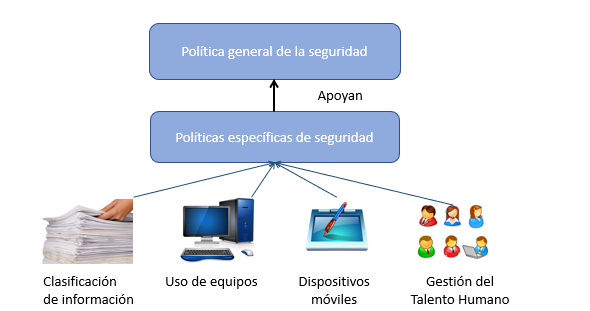 Política general de la seguridad
Apoyan
Políticas específicas de seguridad
Clasificación
de información
Uso de equipos
Dispositivos
móviles
Gestión del
Talento Humano